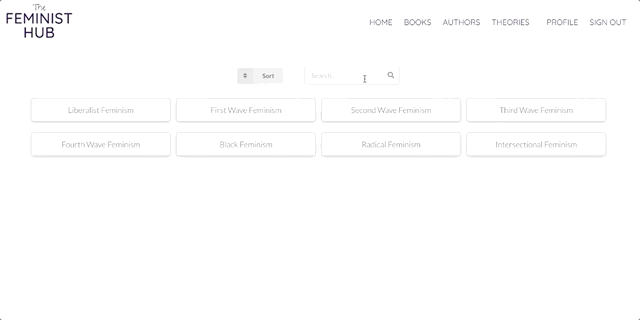 The
FEMINIST
HUB
HOME BOOKS AUTHORS THEORIES PROFILE SIGN OUT
Sort Search...
Liberalist Feminism First Wave Feminism Second Wave Feminism Third Wave Feminism
Fourth Wave Feminism Black Feminism Radical Feminism Intersectional Feminism